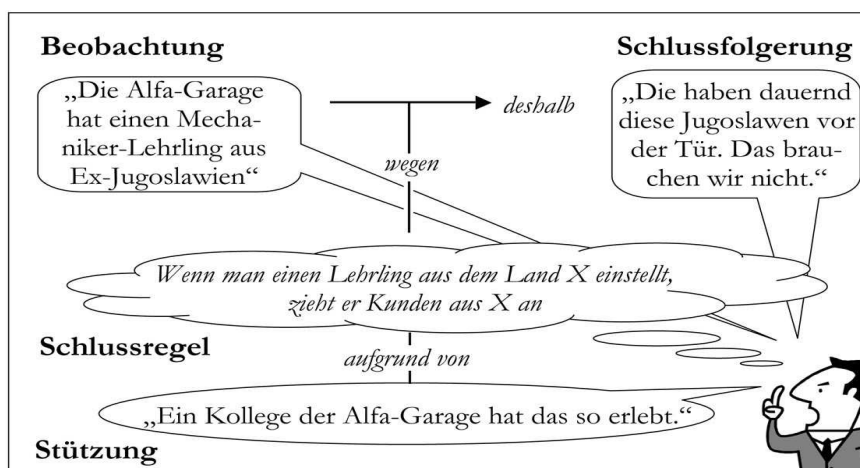 Beobachtung
Schlussfolgerung
„Die Alfa-Garage
hat einen Mecha-
niker-Lehrling aus
Ex-Jugoslawien“
deshalb
wegen
„Die haben dauernd
diese Jugoslawen vor
der Tür. Das brau-
chen wir nicht.“
Wenn man einen Lehrling aus dem Land X einstellt,
zieht er Kunden aus X an
Schlussregel
aufgrund von
„Ein Kollege der Alfa-Garage hat das so erlebt.“
Stützung